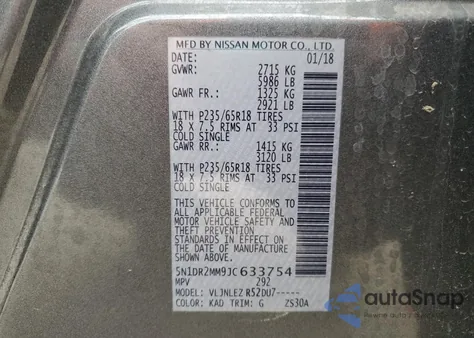 MFD BY NISSAN MOTOR CO., LTD.
DATE: 01/18
GVWR: 2715 KG
5986 LB
GAWR FR.: 1325 KG
2921 LB
WITH P235/65R18 TIRES
18 X 7.5 RIMS AT 33 PSI
COLD SINGLE
GAWR RR.: 1415 KG
3120 LB
WITH P235/65R18 TIRES
18 X 7.5 RIMS AT 33 PSI
COLD SINGLE
THIS VEHICLE CONFORMS TO
ALL APPLICABLE FEDERAL
MOTOR VEHICLE SAFETY AND
THEFT PREVENTION
STANDARDS IN EFFECT ON
THE DATE OF MANUFACTURE
SHOWN ABOVE.
5N1DR2MM9JC633754
MPV 292
MODEL: VLJNLEZ R52DU7-----
COLOR: KAD TRIM: G ZS30A
autoSnap